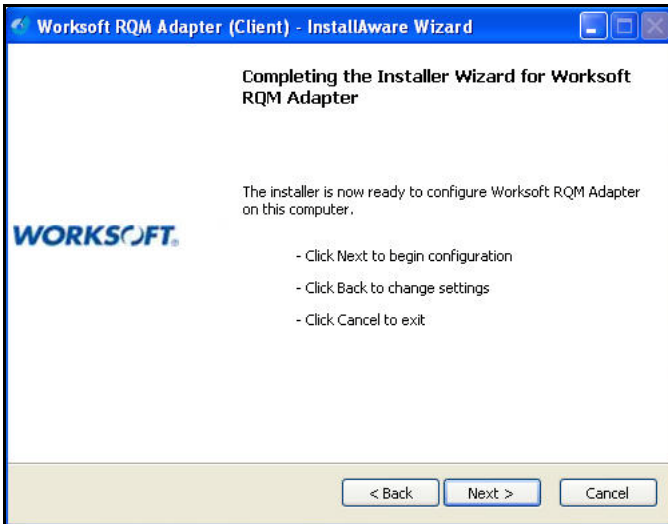 Worksoft RQM Adapter (Client) - InstallAware Wizard
Completing the Installer Wizard for Worksoft
RQM Adapter
The installer is now ready to configure Worksoft RQM Adapter
on this computer.
WORKSOFT®
- Click Next to begin configuration
- Click Back to change settings
- Click Cancel to exit
< Back Next > Cancel